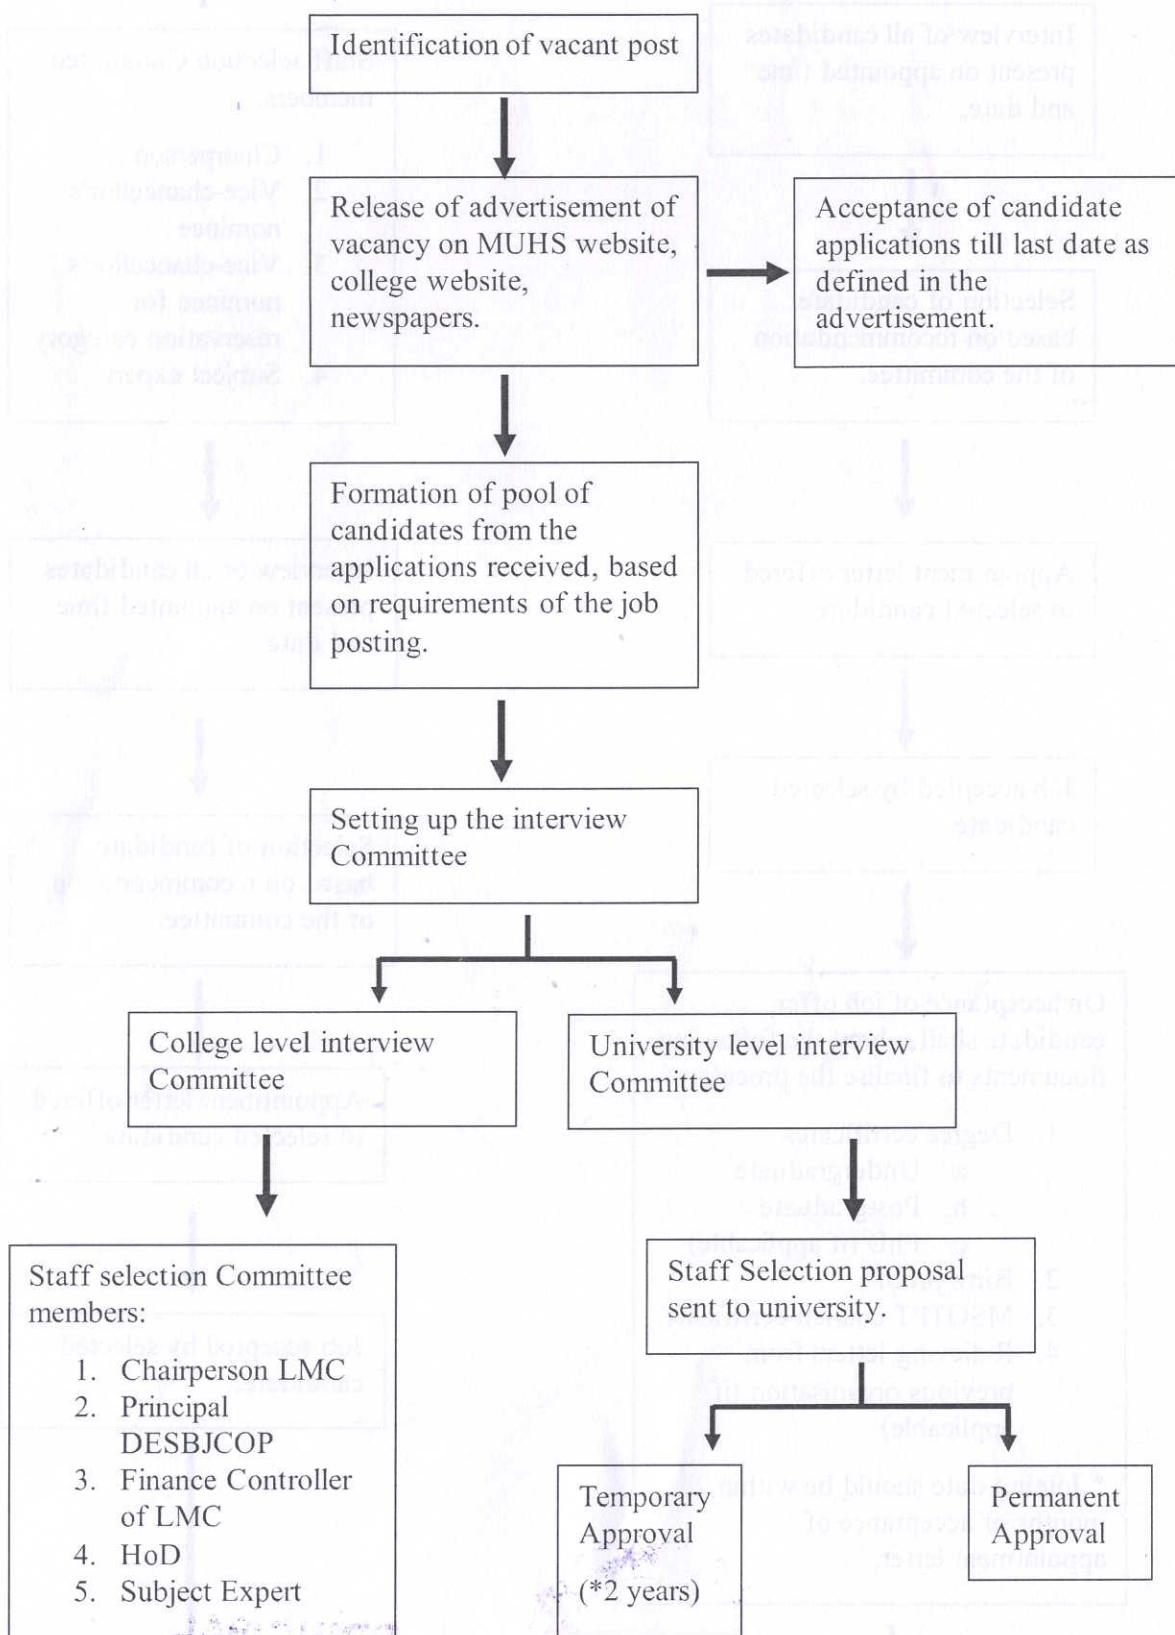 Identification of vacant post
Release of advertisement of
vacancy on MUHS website,
college website,
newspapers.
Acceptance of candidate
applications till last date as
defined in the
advertisement.
Formation of pool of
candidates from the
applications received, based
on requirements of the job
posting.
Setting up the interview
Committee
College level interview
Committee
University level interview
Committee
Staff selection Committee
members:
1. Chairperson LMC
2. Principal
DESBJCOP
3. Finance Controller
of LMC
4. HoD
5. Subject Expert
Staff Selection proposal
sent to university.
Temporary
Approval
(*2 years)
Permanent
Approval